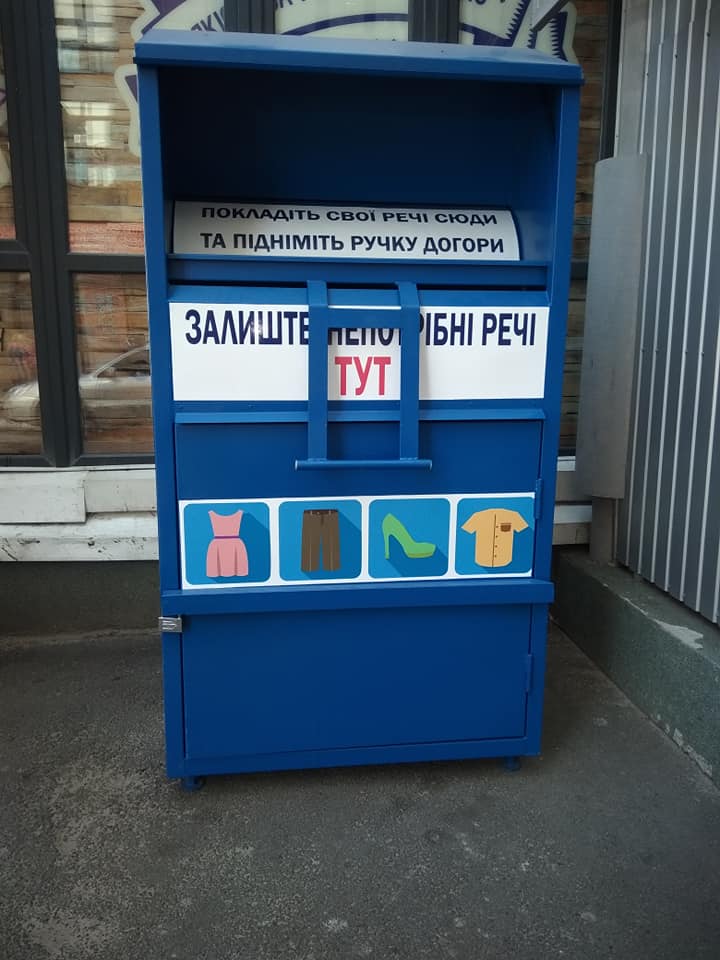 ПОКЛАДІТЬ СВОЇ РЕЧІ СЮДИ
ТА ПІДНІМІТЬ РУЧКУ ДОГОРИ
ЗАЛИШТЕ НЕПОТРІБНІ РЕЧІ
ТУТ